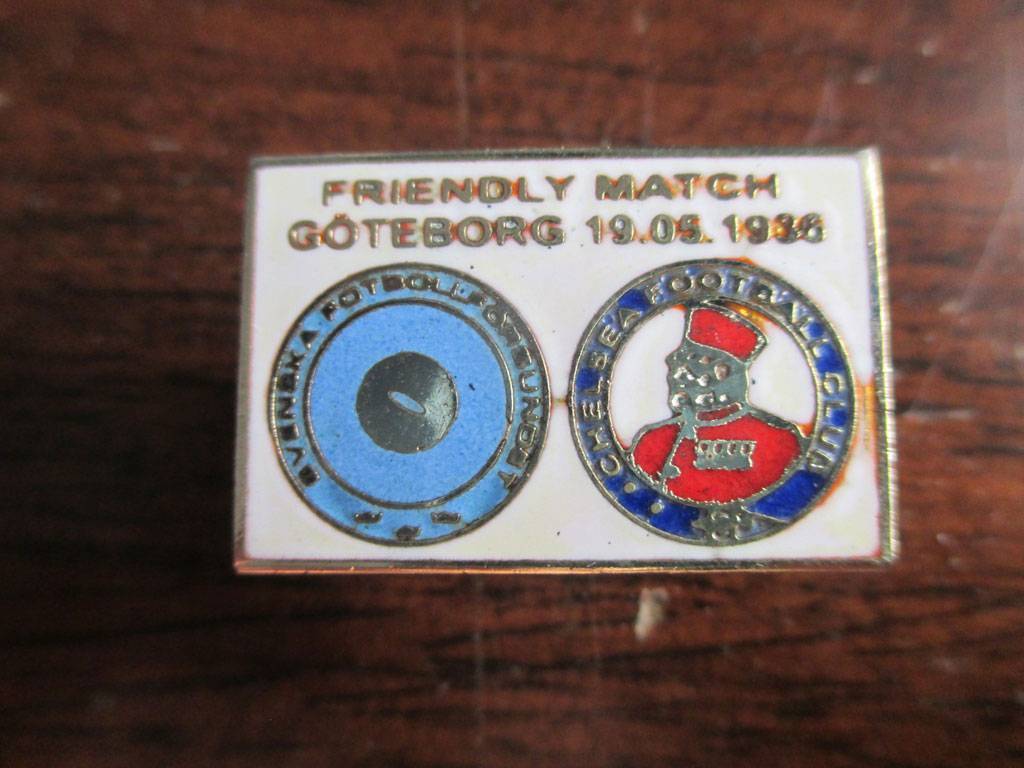 FRIENDLY MATCH
GÖTEBORG 19.05.1936
SVENSKA FOTBOLLFÖRBUNDET
CHELSEA FOOTBALL CLUB